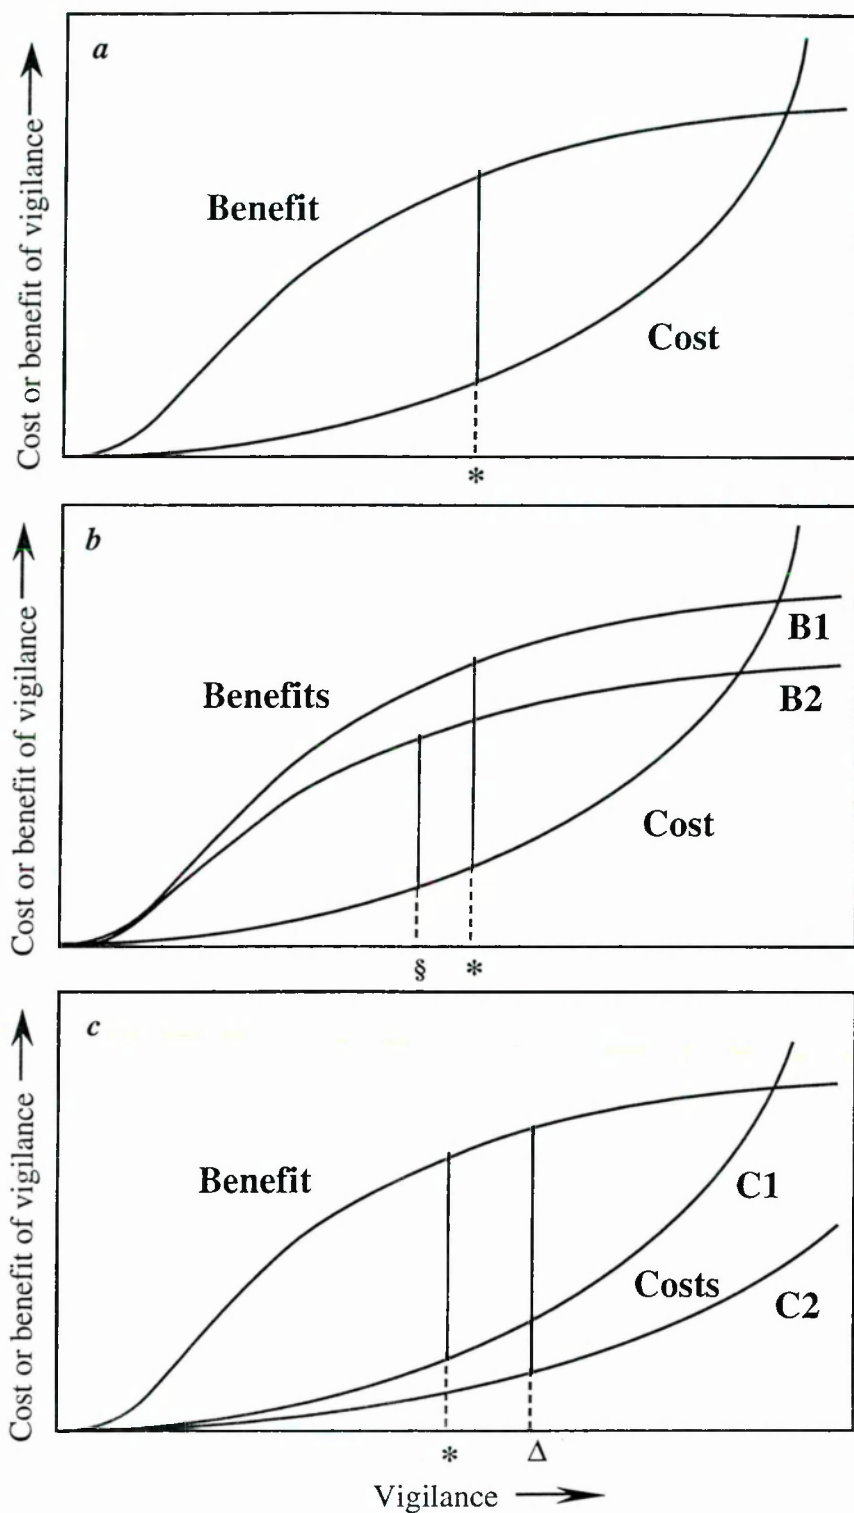 a
Cost or benefit of vigilance
Benefit
Cost
*
b
Cost or benefit of vigilance
Benefits
B1
B2
Cost
§ *
c
Cost or benefit of vigilance
Benefit
C1
Costs
C2
* Δ
Vigilance